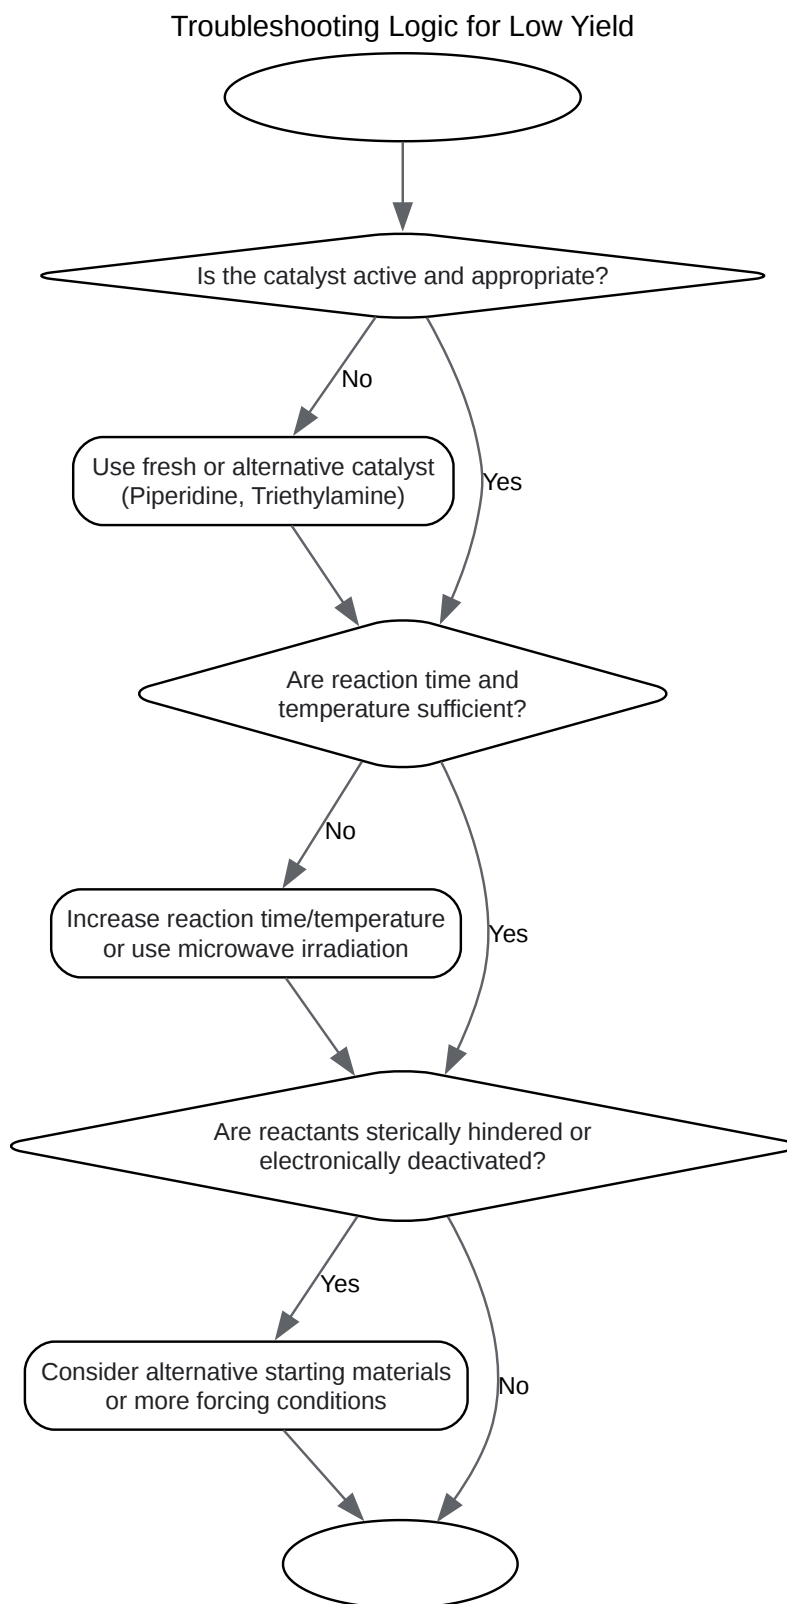 Troubleshooting Logic for Low Yield
Is the catalyst active and appropriate?
No
Use fresh or alternative catalyst
(Piperidine, Triethylamine)
Yes
Are reaction time and
temperature sufficient?
No
Increase reaction time/temperature
or use microwave irradiation
Yes
Are reactants sterically hindered or
electronically deactivated?
Yes
Consider alternative starting materials
or more forcing conditions
No